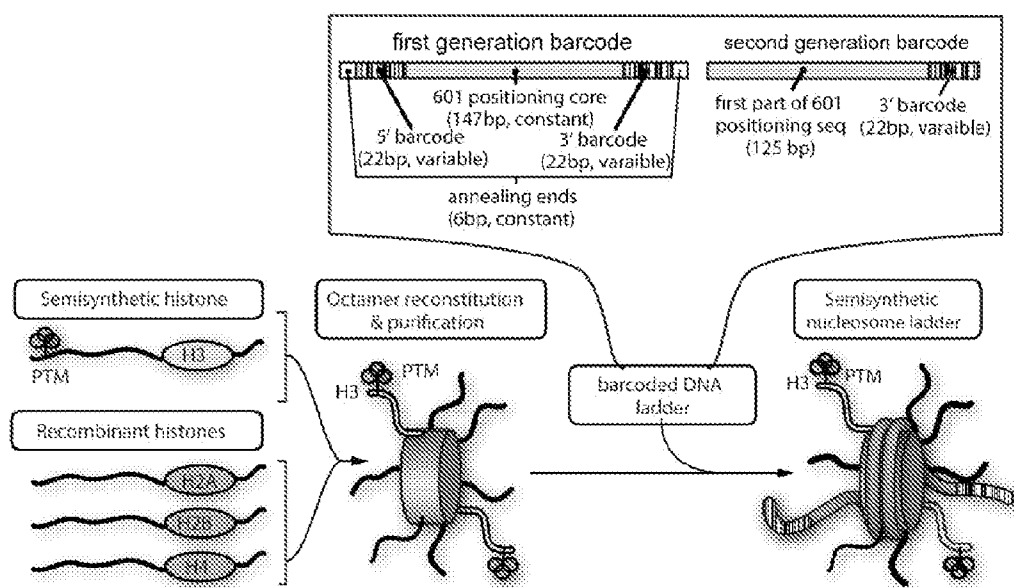 first generation barcode
second generation barcode
601 positioning core
(147bp, constant)
5' barcode
(22bp, variable)
3' barcode
(22bp, varaible)
annealing ends
(6bp, constant)
first part of 601
positioning seq
(125 bp)
3' barcode
(22bp, varaible)
Semisynthetic histone
H3
PTM
Recombinant histones
H2A
H2B
Octamer reconstitution
& purification
PTM
H3
barcoded DNA
ladder
Semisynthetic
nucleosome ladder
H3
PTM